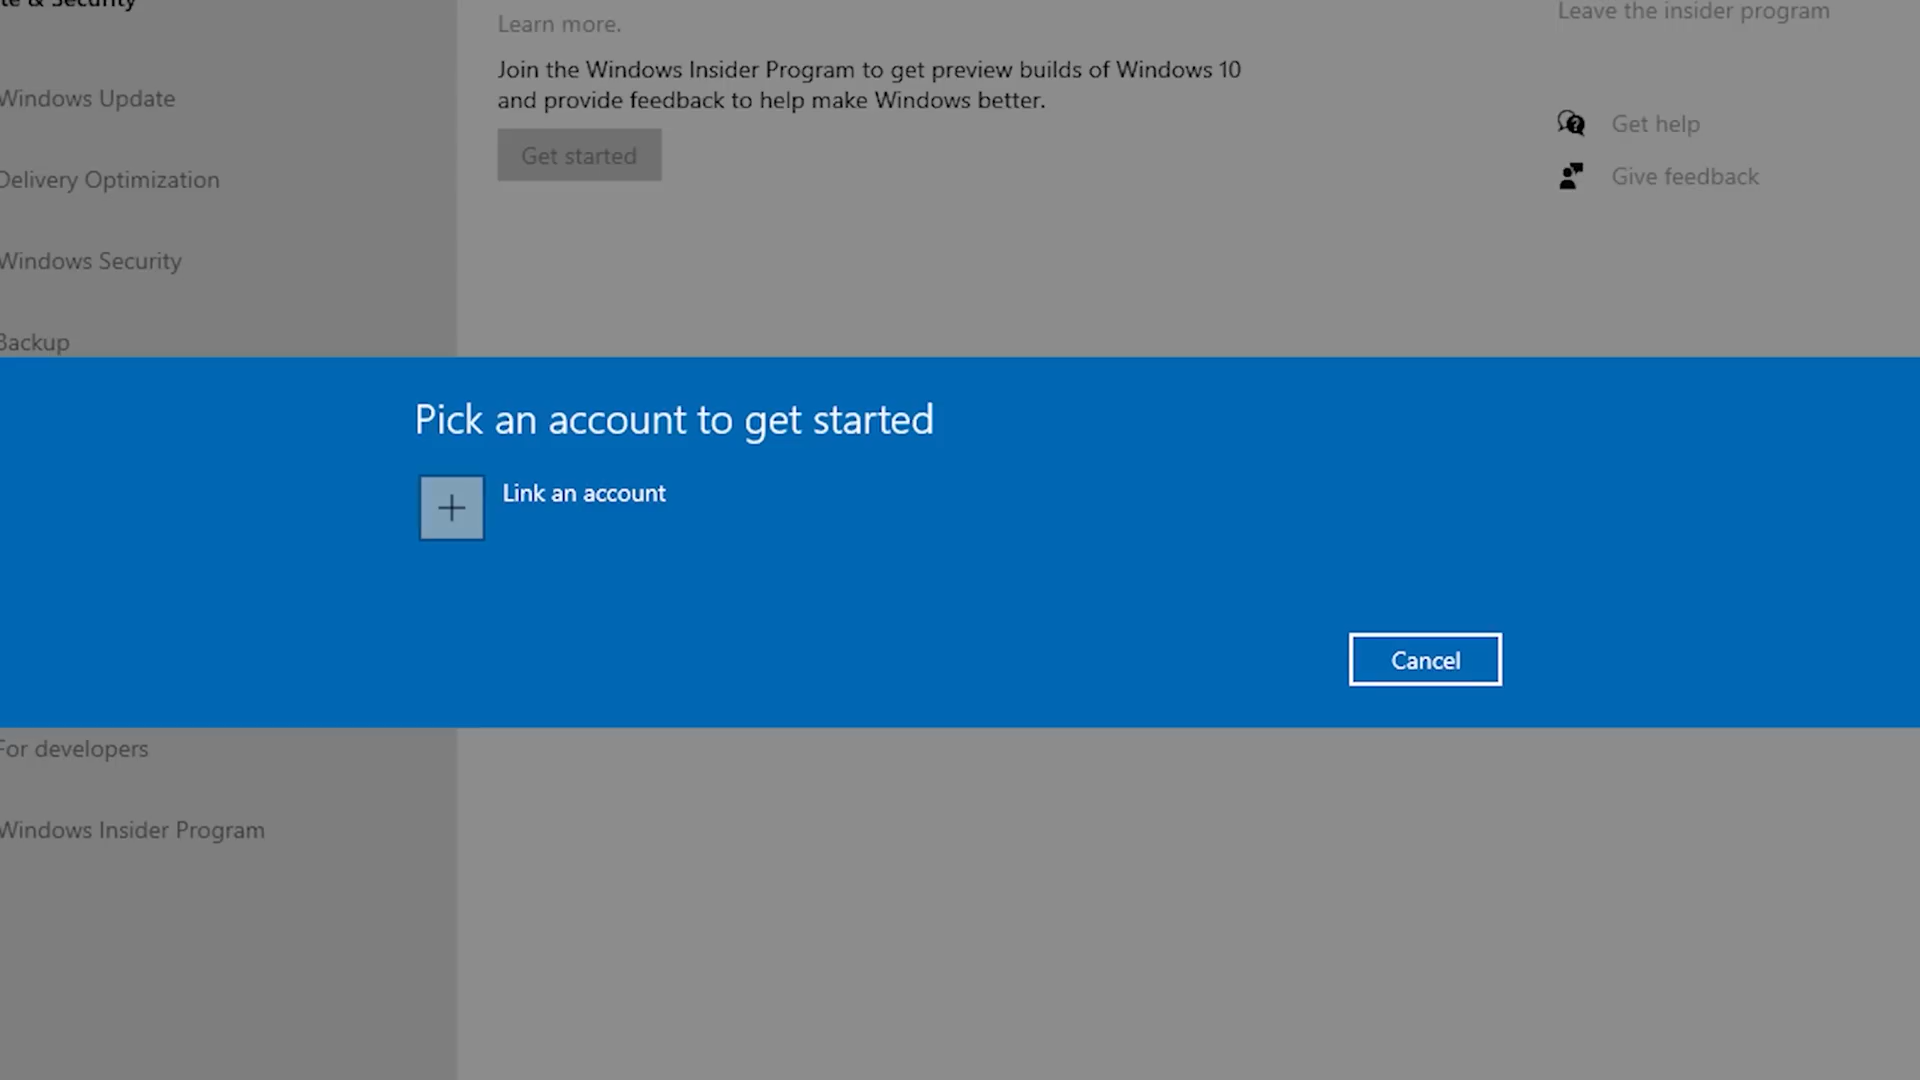 & Security
Learn more.
Join the Windows Insider Program to get preview builds of Windows 10
and provide feedback to help make Windows better.
Get started
Leave the insider program
Get help
Give feedback
Windows Update
Delivery Optimization
Windows Security
Backup
Pick an account to get started
Link an account
Cancel
For developers
Windows Insider Program